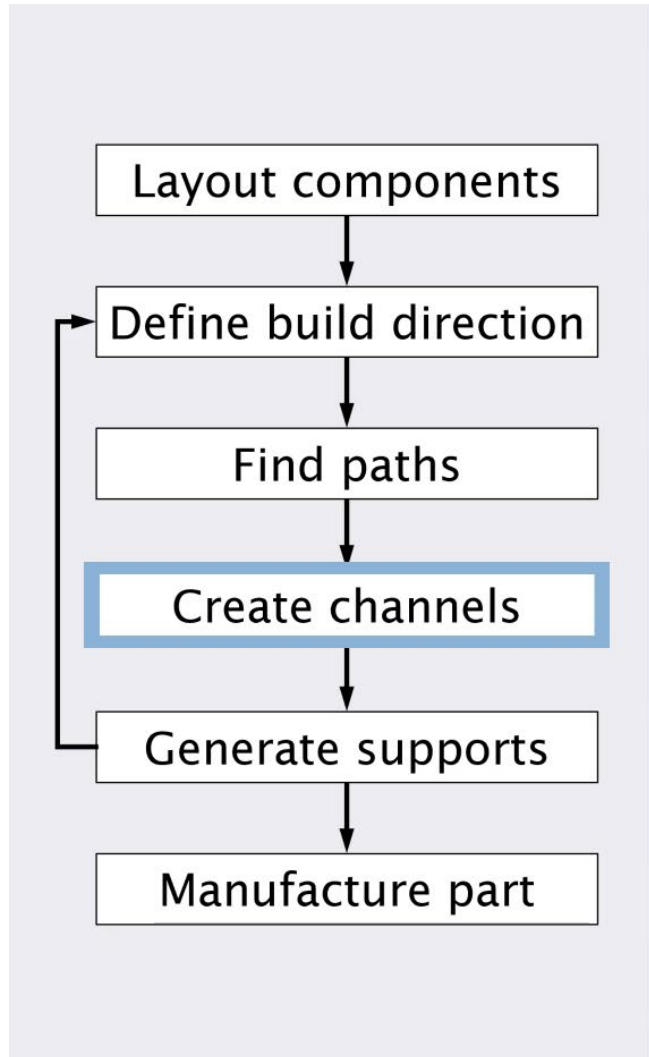 Layout components
Define build direction
Find paths
Create channels
Generate supports
Manufacture part